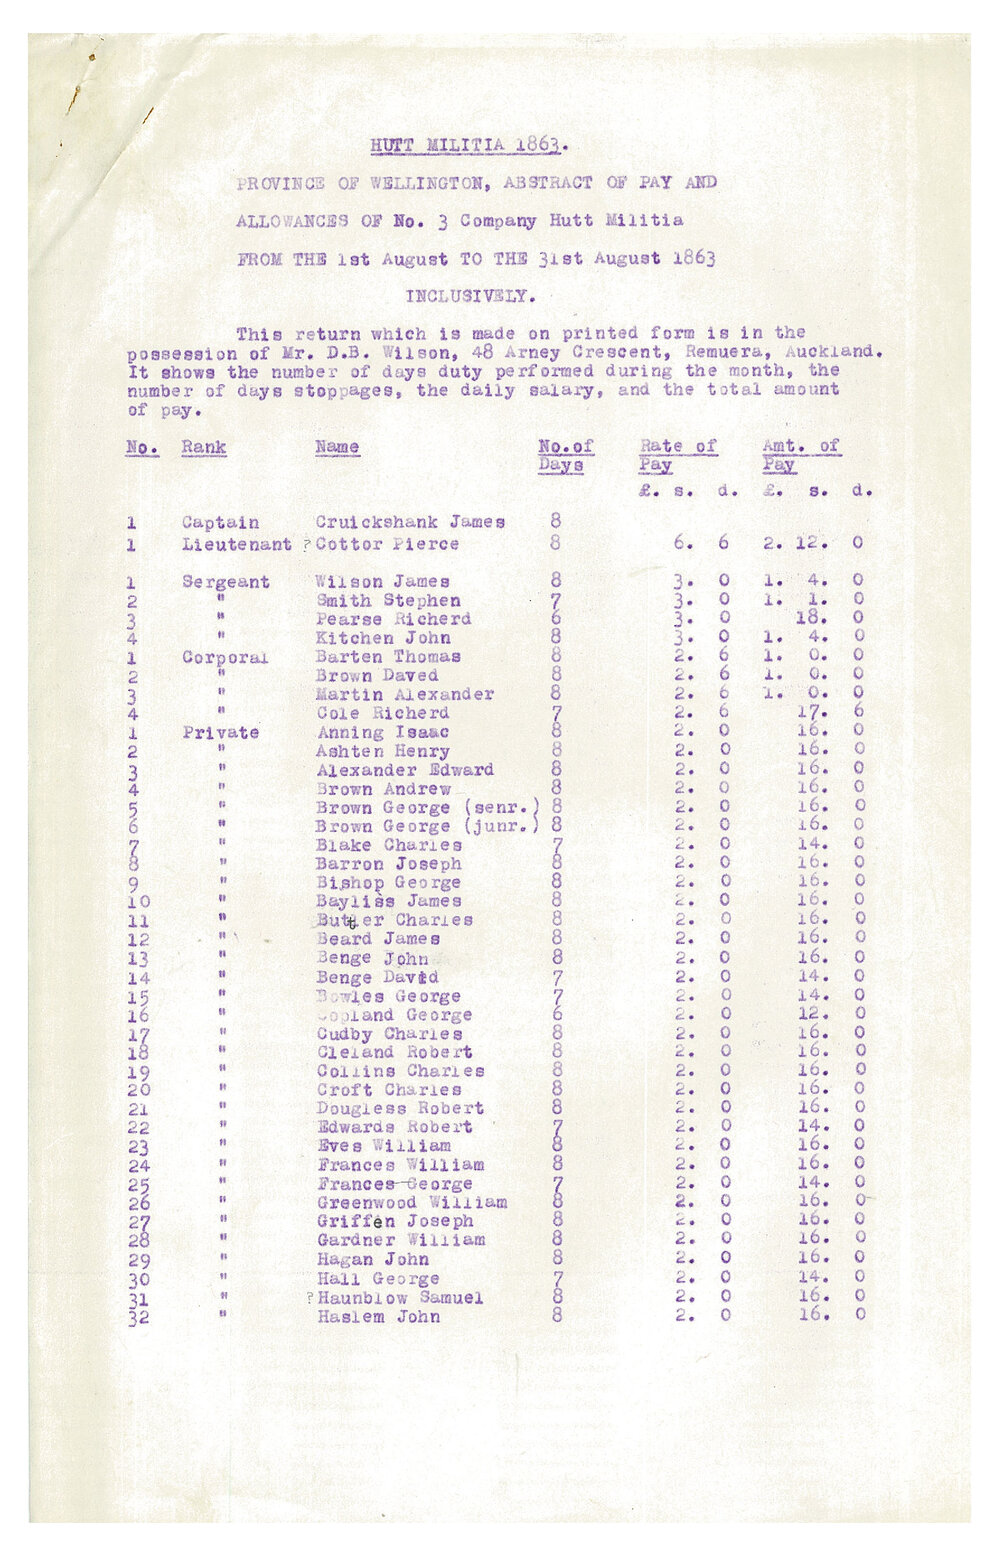 HUTT MILITIA 1863.
PROVINCE OF WELLINGTON, ABSTRACT OF PAY AND
ALLOWANCES OF No. 3 Company Hutt Militia
FROM THE 1st August TO THE 31st August 1863
INCLUSIVELY.
This return which is made on printed form is in the
possession of Mr. D.B. Wilson, 48 Arney Crescent, Remuera, Auckland.
It shows the number of days duty performed during the month, the
number of days stoppages, the daily salary, and the total amount
of pay.
No. Rank Name No.of Rate of Amt. of
Days Pay Pay
£. s. d. £. s. d.
1 Captain Cruickshank James 8
1 Lieutenant ?Cottor Pierce 8 6. 6 2. 12. 0
1 Sergeant Wilson James 8 3. 0 1. 4. 0
2 " Smith Stephen 7 3. 0 1. 1. 0
3 " Pearse Richerd 6 3. 0 18. 0
4 " Kitchen John 8 3. 0 1. 4. 0
1 Corporal Barten Thomas 8 2. 6 1. 0. 0
2 " Brown Daved 8 2. 6 1. 0. 0
3 " Martin Alexander 8 2. 6 1. 0. 0
4 " Cole Richerd 7 2. 6 17. 6
1 Private Anning Isaac 8 2. 0 16. 0
2 " Ashten Henry 8 2. 0 16. 0
3 " Alexander Edward 8 2. 0 16. 0
4 " Brown Andrew 8 2. 0 16. 0
5 " Brown George (senr.) 8 2. 0 16. 0
6 " Brown George (junr.) 8 2. 0 16. 0
7 " Blake Charles 7 2. 0 14. 0
8 " Barron Joseph 8 2. 0 16. 0
9 " Bishop George 8 2. 0 16. 0
10 " Bayliss James 8 2. 0 16. 0
11 " Butler Charles 8 2. 0 16. 0
12 " Beard James 8 2. 0 16. 0
13 " Benge John 8 2. 0 16. 0
14 " Benge David 7 2. 0 14. 0
15 " Bowles George 7 2. 0 14. 0
16 " Copland George 6 2. 0 12. 0
17 " Cudby Charles 8 2. 0 16. 0
18 " Cleland Robert 8 2. 0 16. 0
19 " Collins Charles 8 2. 0 16. 0
20 " Croft Charles 8 2. 0 16. 0
21 " Dougless Robert 8 2. 0 16. 0
22 " Edwards Robert 7 2. 0 14. 0
23 " Eves William 8 2. 0 16. 0
24 " Frances William 8 2. 0 16. 0
25 " Frances George 7 2. 0 14. 0
26 " Greenwood William 8 2. 0 16. 0
27 " Griffen Joseph 8 2. 0 16. 0
28 " Gardner William 8 2. 0 16. 0
29 " Hagan John 8 2. 0 16. 0
30 " Hall George 7 2. 0 14. 0
31 " ?Haunblow Samuel 8 2. 0 16. 0
32 " Haslem John 8 2. 0 16. 0